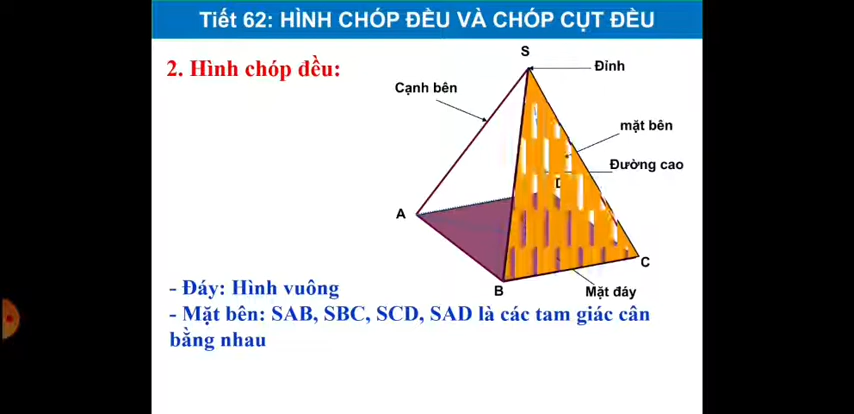 Tiết 62: HÌNH CHÓP ĐỀU VÀ CHÓP CỤT ĐỀU
2. Hình chóp đều:
S
Đỉnh
Cạnh bên
mặt bên
Đường cao
D
A
C
B
Mặt đáy
- Đáy: Hình vuông
- Mặt bên: SAB, SBC, SCD, SAD là các tam giác cân
bằng nhau